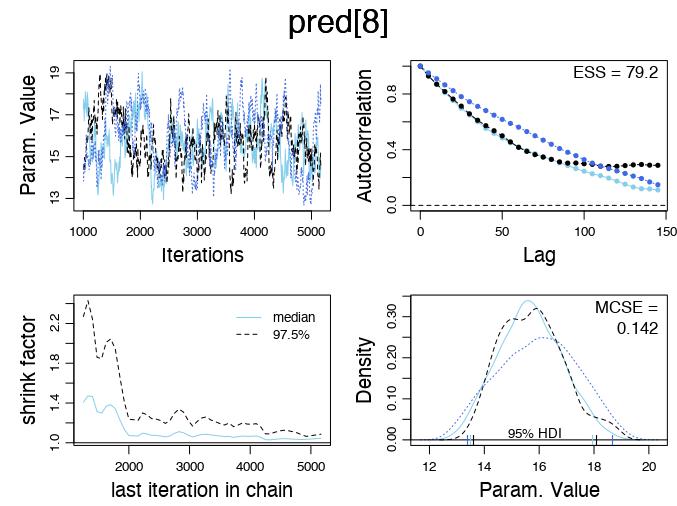 pred[8]
Param. Value
13 15 17 19
1000 2000 3000 4000 5000
Iterations
Autocorrelation
0.0 0.4 0.8
ESS = 79.2
0 50 100 150
Lag
shrink factor
1.0 1.4 1.8 2.2
median
97.5%
2000 3000 4000 5000
last iteration in chain
Density
0.00 0.10 0.20 0.30
MCSE =
0.142
95% HDI
12 14 16 18 20
Param. Value